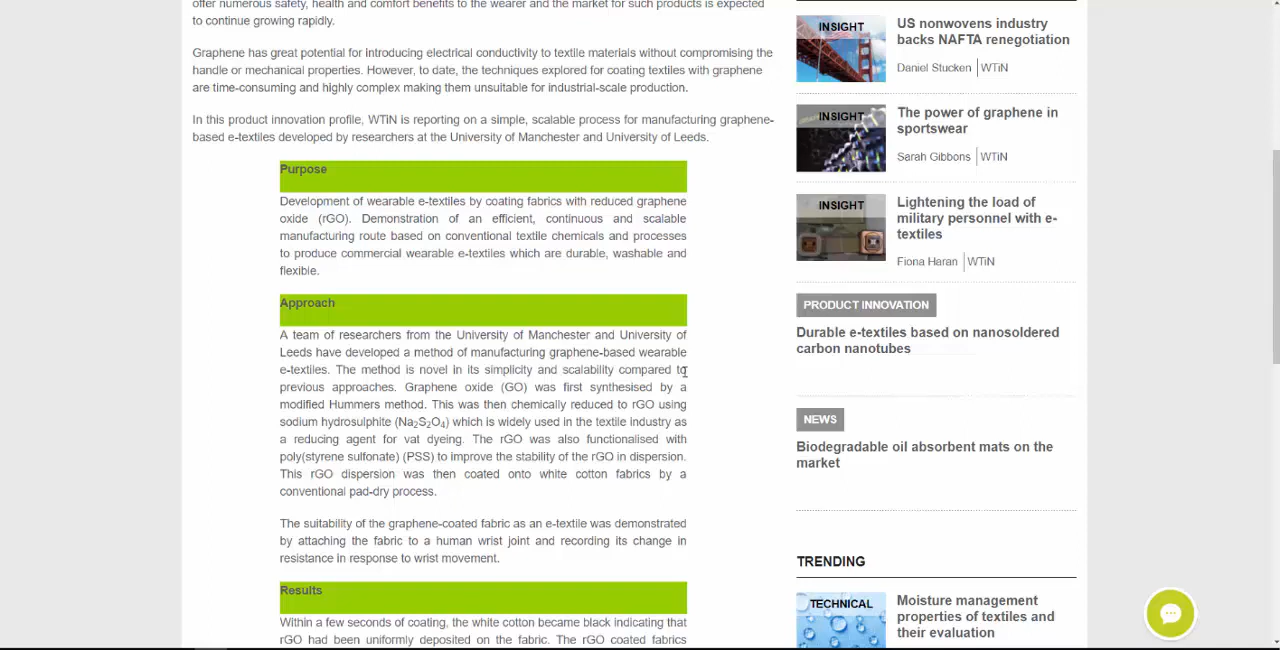 offer numerous safety, health and comfort benefits to the wearer and the market for such products is expected
to continue growing rapidly.
Graphene has great potential for introducing electrical conductivity to textile materials without compromising the
handle or mechanical properties. However, to date, the techniques explored for coating textiles with graphene
are time-consuming and highly complex making them unsuitable for industrial-scale production.
In this product innovation profile, WTiN is reporting on a simple, scalable process for manufacturing graphene-
based e-textiles developed by researchers at the University of Manchester and University of Leeds.
Purpose
Development of wearable e-textiles by coating fabrics with reduced graphene
oxide (rGO). Demonstration of an efficient, continuous and scalable
manufacturing route based on conventional textile chemicals and processes
to produce commercial wearable e-textiles which are durable, washable and
flexible.
Approach
A team of researchers from the University of Manchester and University of
Leeds have developed a method of manufacturing graphene-based wearable
e-textiles. The method is novel in its simplicity and scalability compared to
previous approaches. Graphene oxide (GO) was first synthesised by a
modified Hummers method. This was then chemically reduced to rGO using
sodium hydrosulphite (Na₂S₂O₄) which is widely used in the textile industry as
a reducing agent for vat dyeing. The rGO was also functionalised with
poly(styrene sulfonate) (PSS) to improve the stability of the rGO in dispersion.
This rGO dispersion was then coated onto white cotton fabrics by a
conventional pad-dry process.
The suitability of the graphene-coated fabric as an e-textile was demonstrated
by attaching the fabric to a human wrist joint and recording its change in
resistance in response to wrist movement.
Results
Within a few seconds of coating, the white cotton became black indicating that
rGO had been uniformly deposited on the fabric. The rGO coated fabrics
INSIGHT
US nonwovens industry
backs NAFTA renegotiation
Daniel Stucken | WTiN
INSIGHT
The power of graphene in
sportswear
Sarah Gibbons | WTiN
INSIGHT
Lightening the load of
military personnel with e-
textiles
Fiona Haran | WTiN
PRODUCT INNOVATION
Durable e-textiles based on nanosoldered
carbon nanotubes
NEWS
Biodegradable oil absorbent mats on the
market
TRENDING
TECHNICAL
Moisture management
properties of textiles and
their evaluation